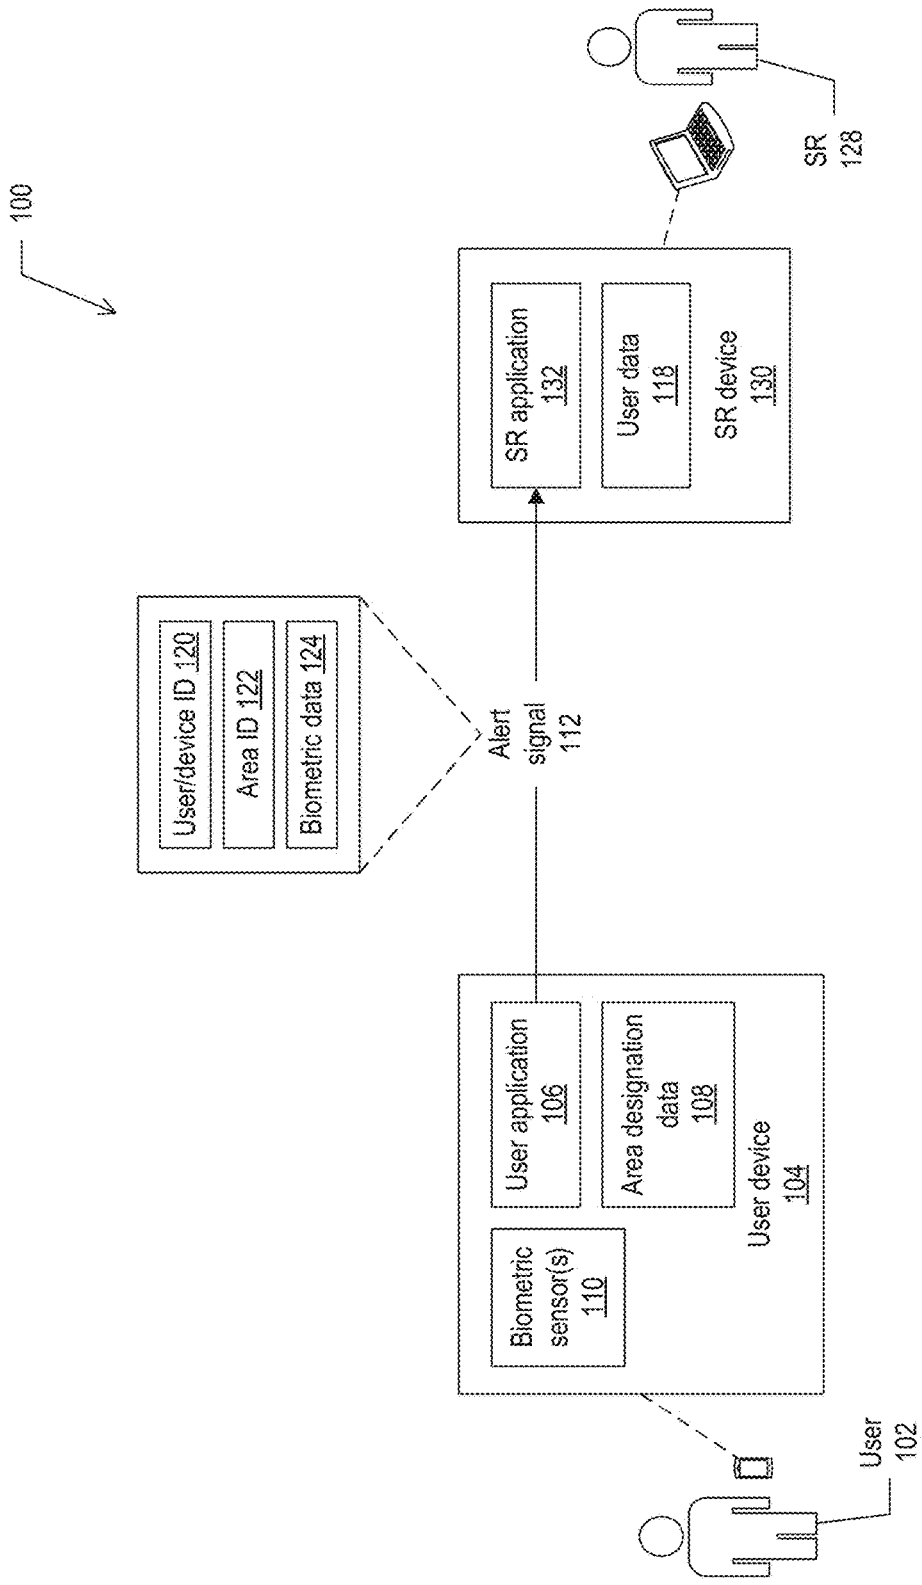 100
User/device ID 120
Area ID 122
Biometric data 124
Alert
signal
112
Biometric
sensor(s)
110
User application
106
Area designation
data
108
User device
104
SR application
132
User data
118
SR device
130
User
102
SR
128